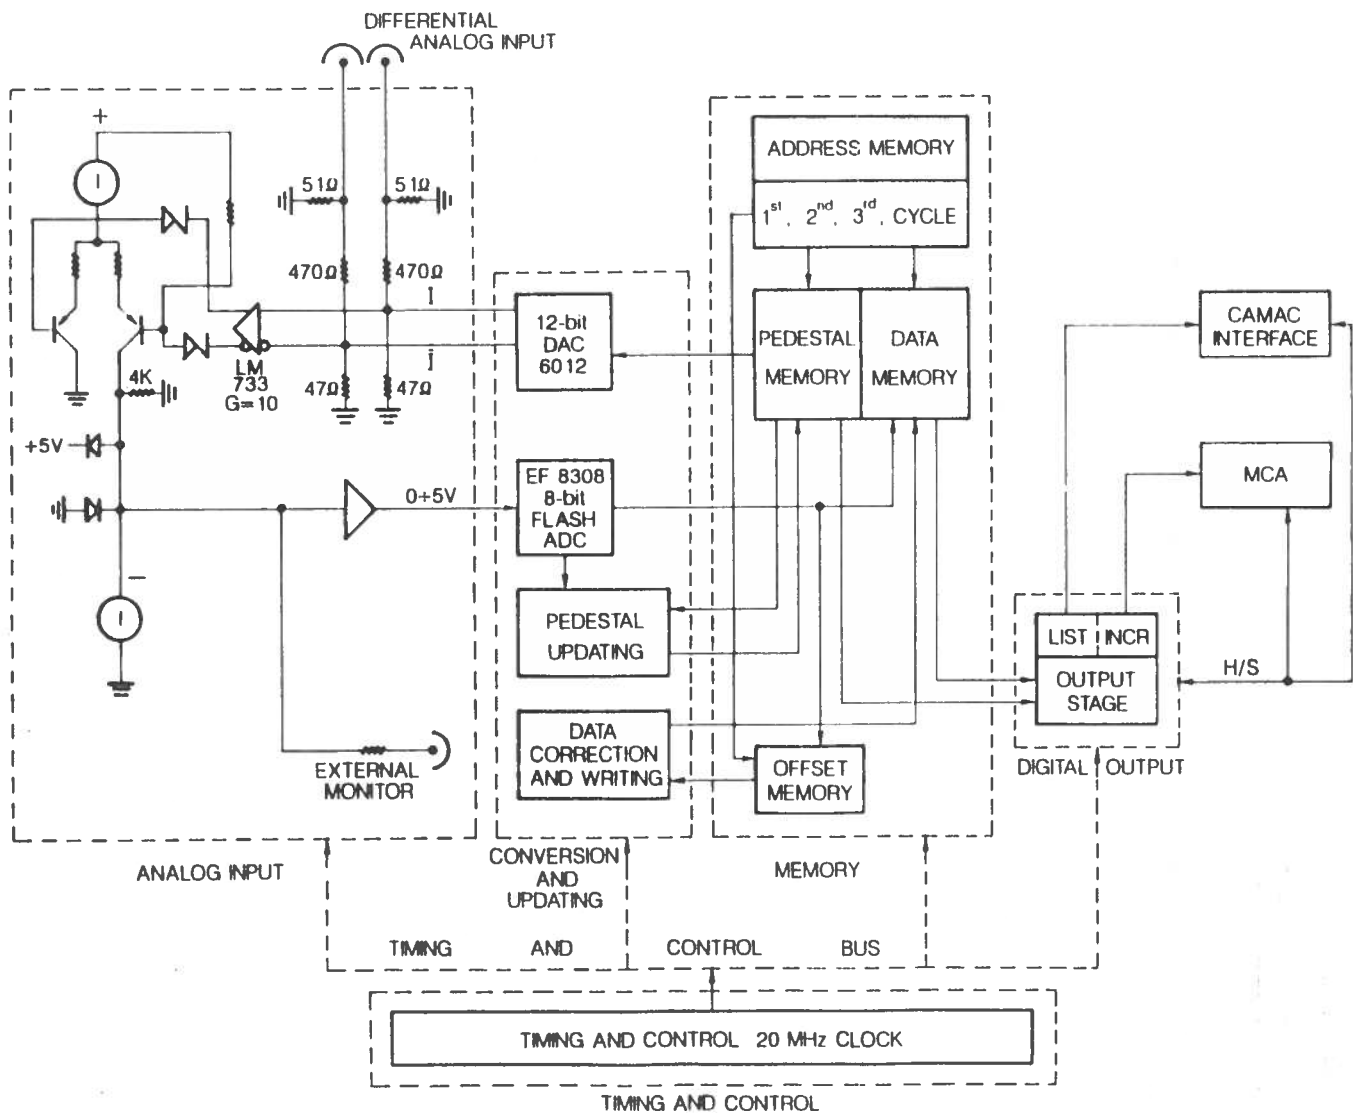 DIFFERENTIAL
ANALOG INPUT
+
I
51Ω
51Ω
470Ω
470Ω
I
Ī
LM
733
G=10
47Ω
47Ω
4K
+5V
0+5V
−
I
EXTERNAL
MONITOR
ANALOG INPUT
12-bit
DAC
6012
EF 8308
8-bit
FLASH
ADC
PEDESTAL
UPDATING
DATA
CORRECTION
AND WRITING
CONVERSION
AND
UPDATING
ADDRESS MEMORY
1st, 2nd, 3rd, CYCLE
PEDESTAL
MEMORY
DATA
MEMORY
OFFSET
MEMORY
MEMORY
CAMAC
INTERFACE
MCA
LIST
INCR
OUTPUT
STAGE
H/S
DIGITAL OUTPUT
TIMING AND CONTROL BUS
TIMING AND CONTROL 20 MHz CLOCK
TIMING AND CONTROL